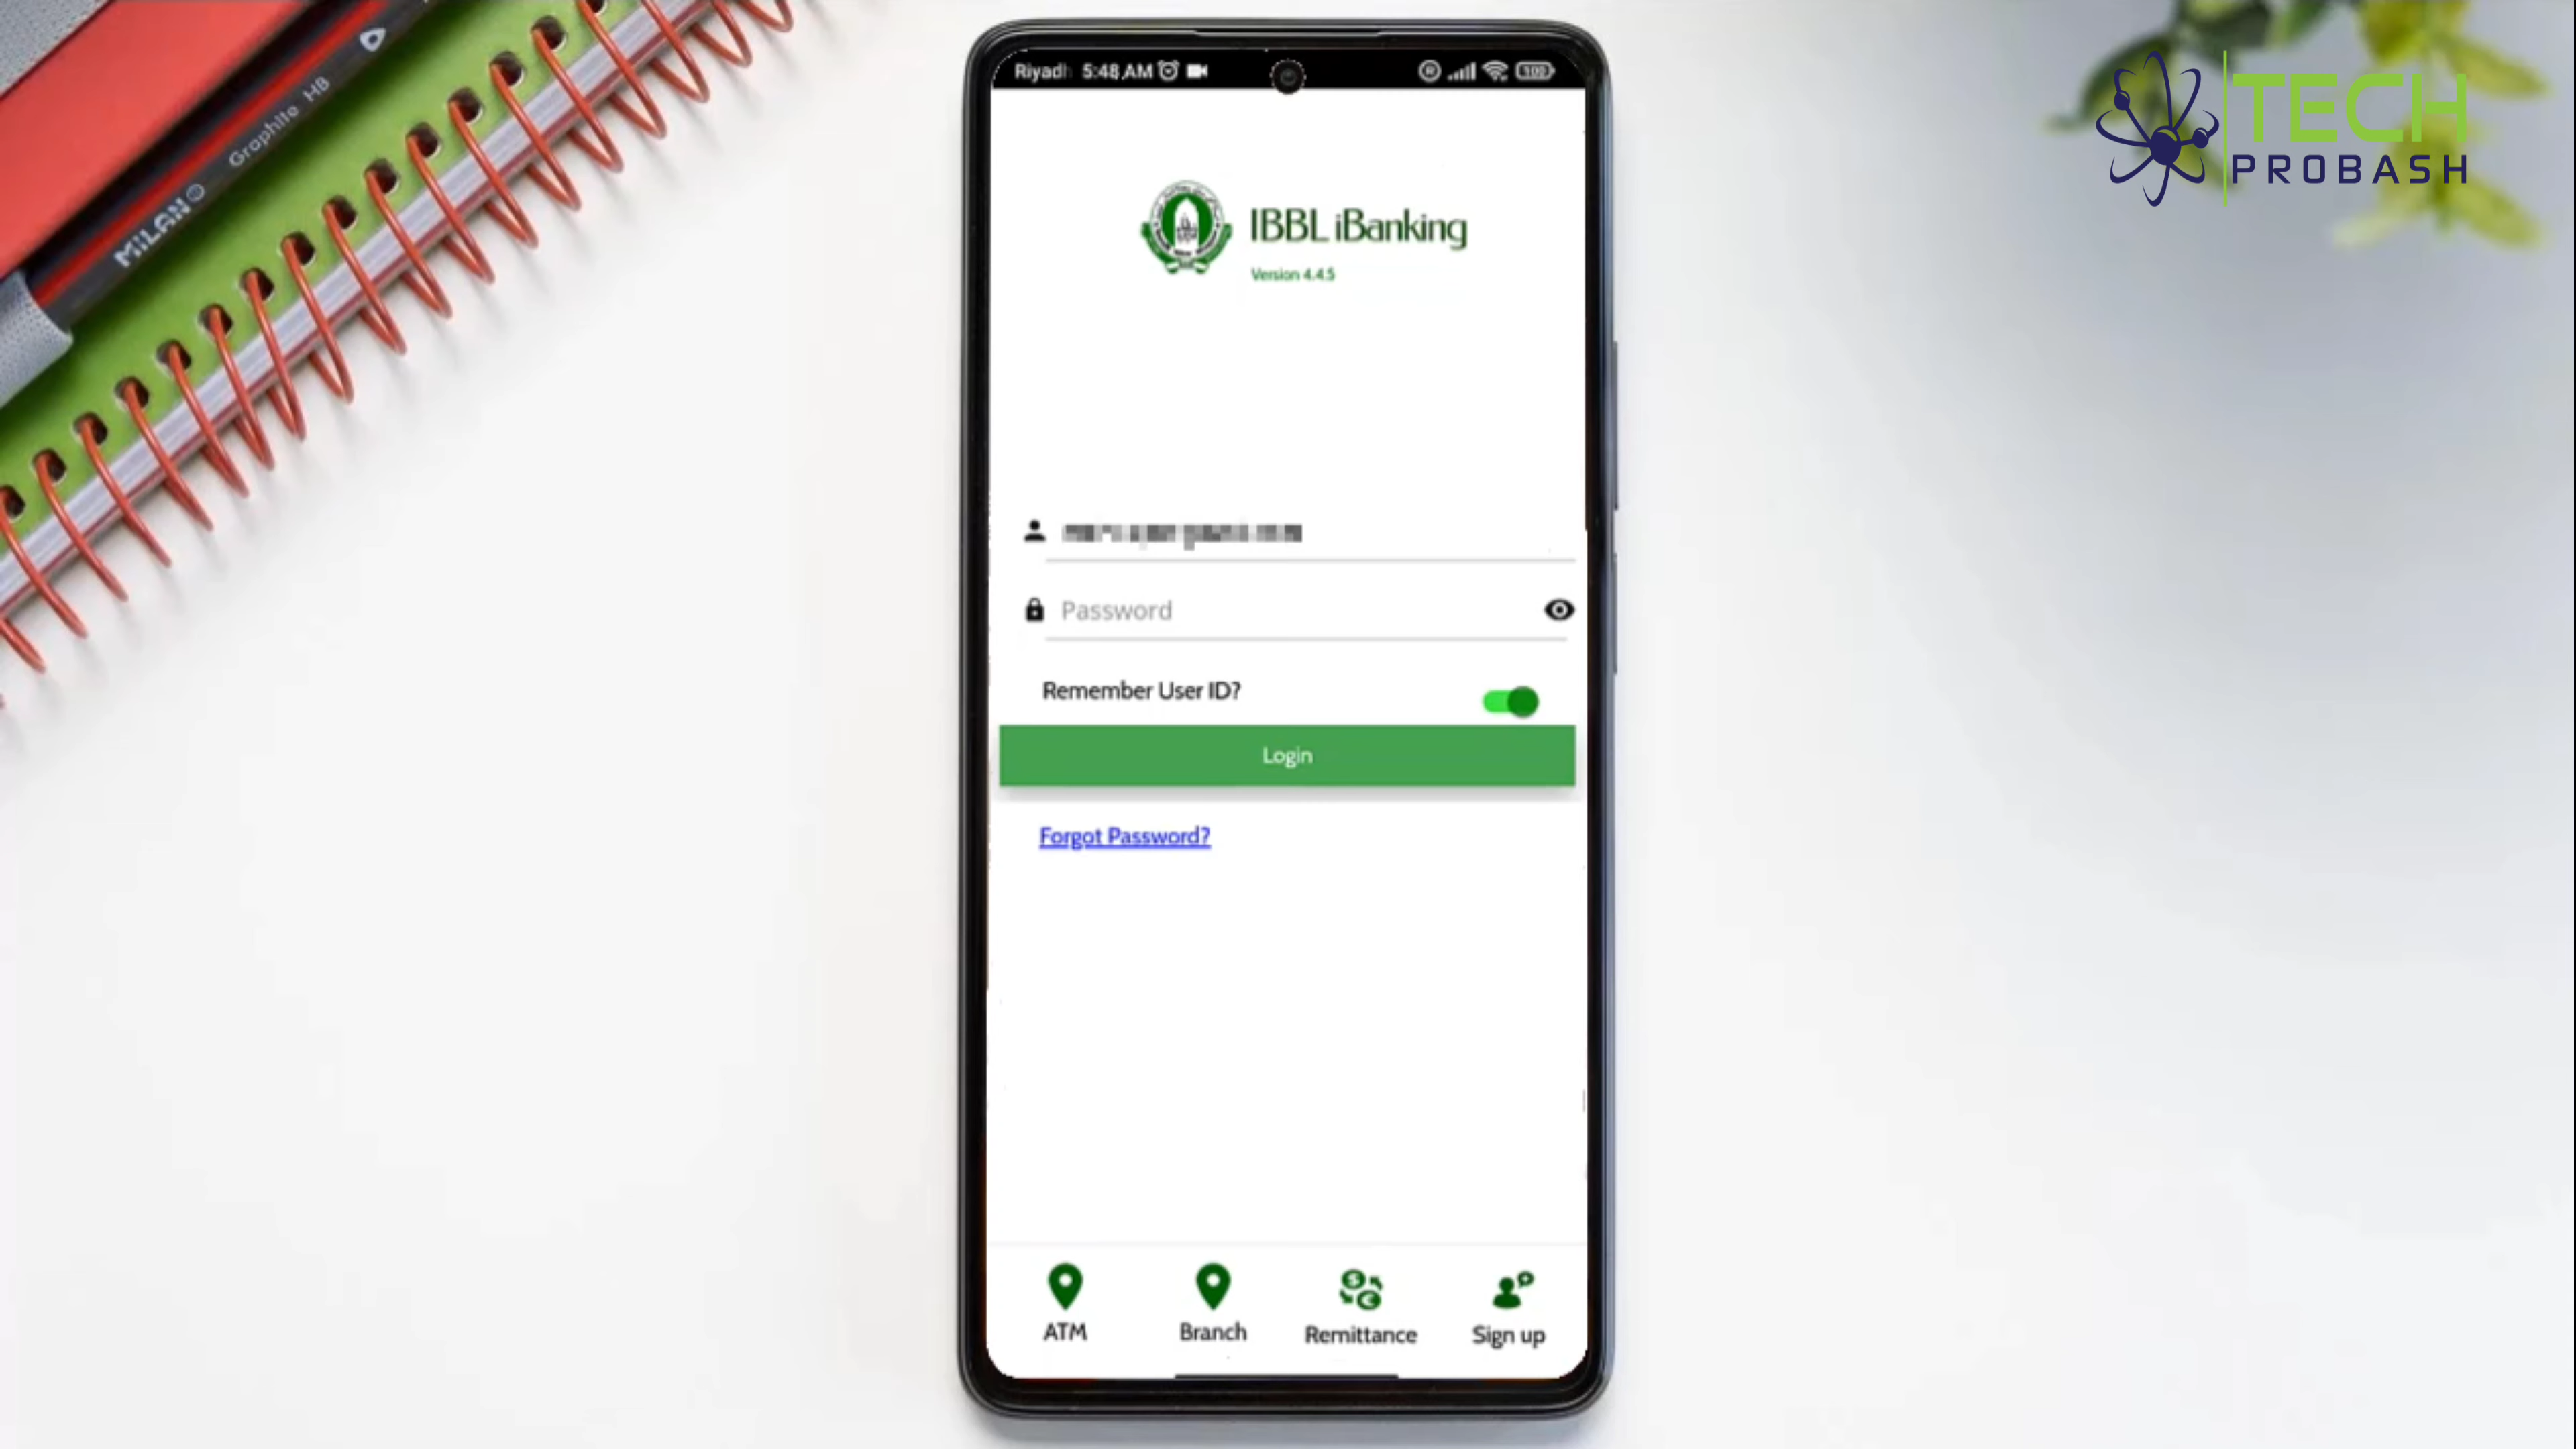 MILAN Graphite HB
TECH
PROBASH
Riyadh 5:48 AM
100
IBBL iBanking
Version 4.4.5
Password
Remember User ID?
Login
Forgot Password?
ATM Branch Remittance Sign up